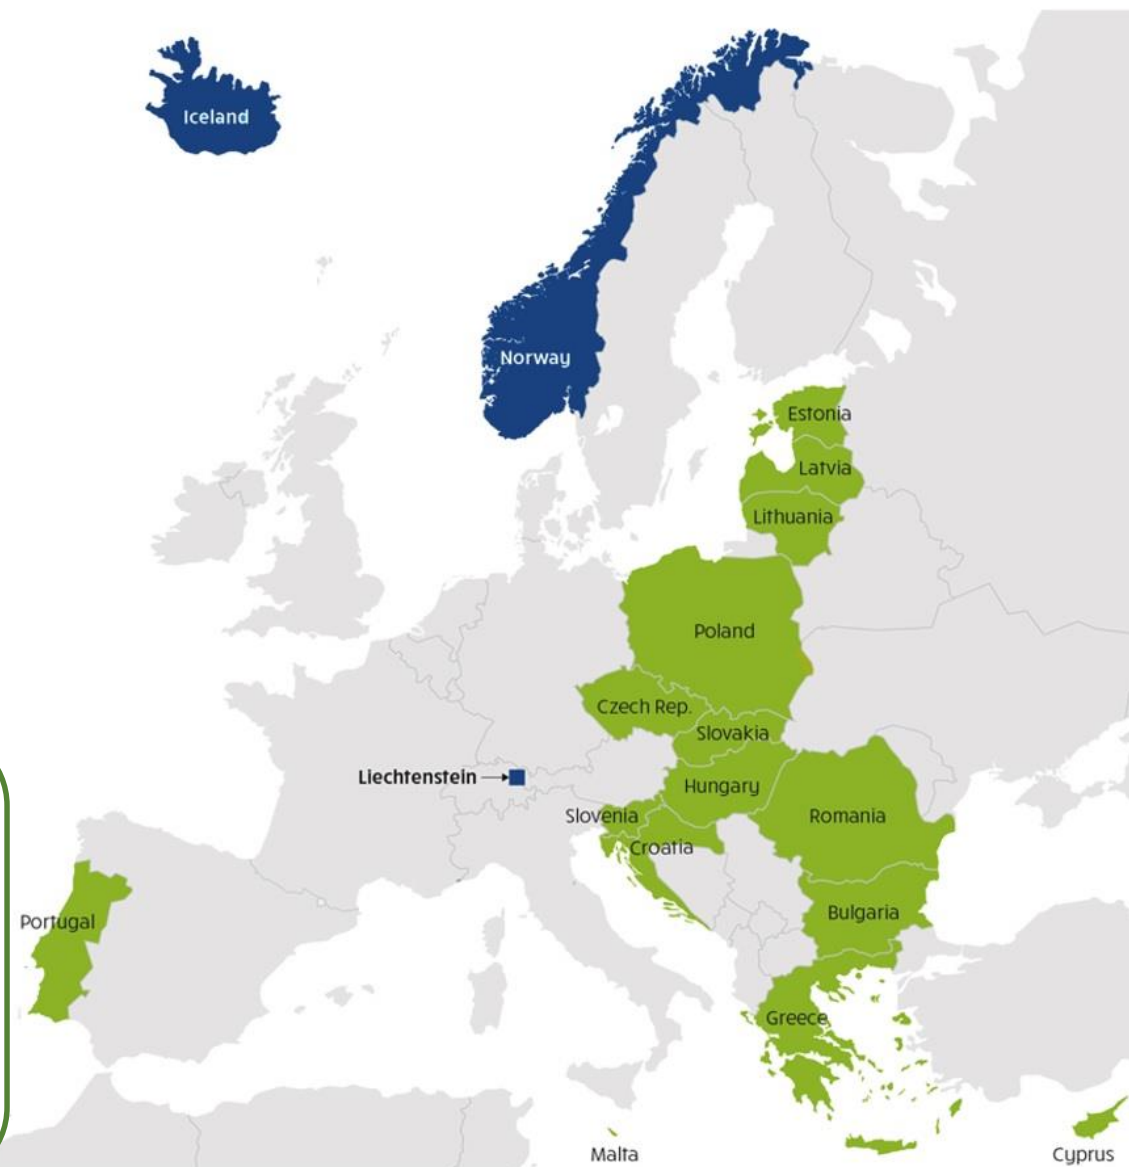 Iceland
Norway
Estonia
Latvia
Lithuania
Poland
Czech Rep.
Slovakia
Liechtenstein
Hungary
Slovenia
Romania
Croatia
Bulgaria
Portugal
Greece
Malta
Cyprus